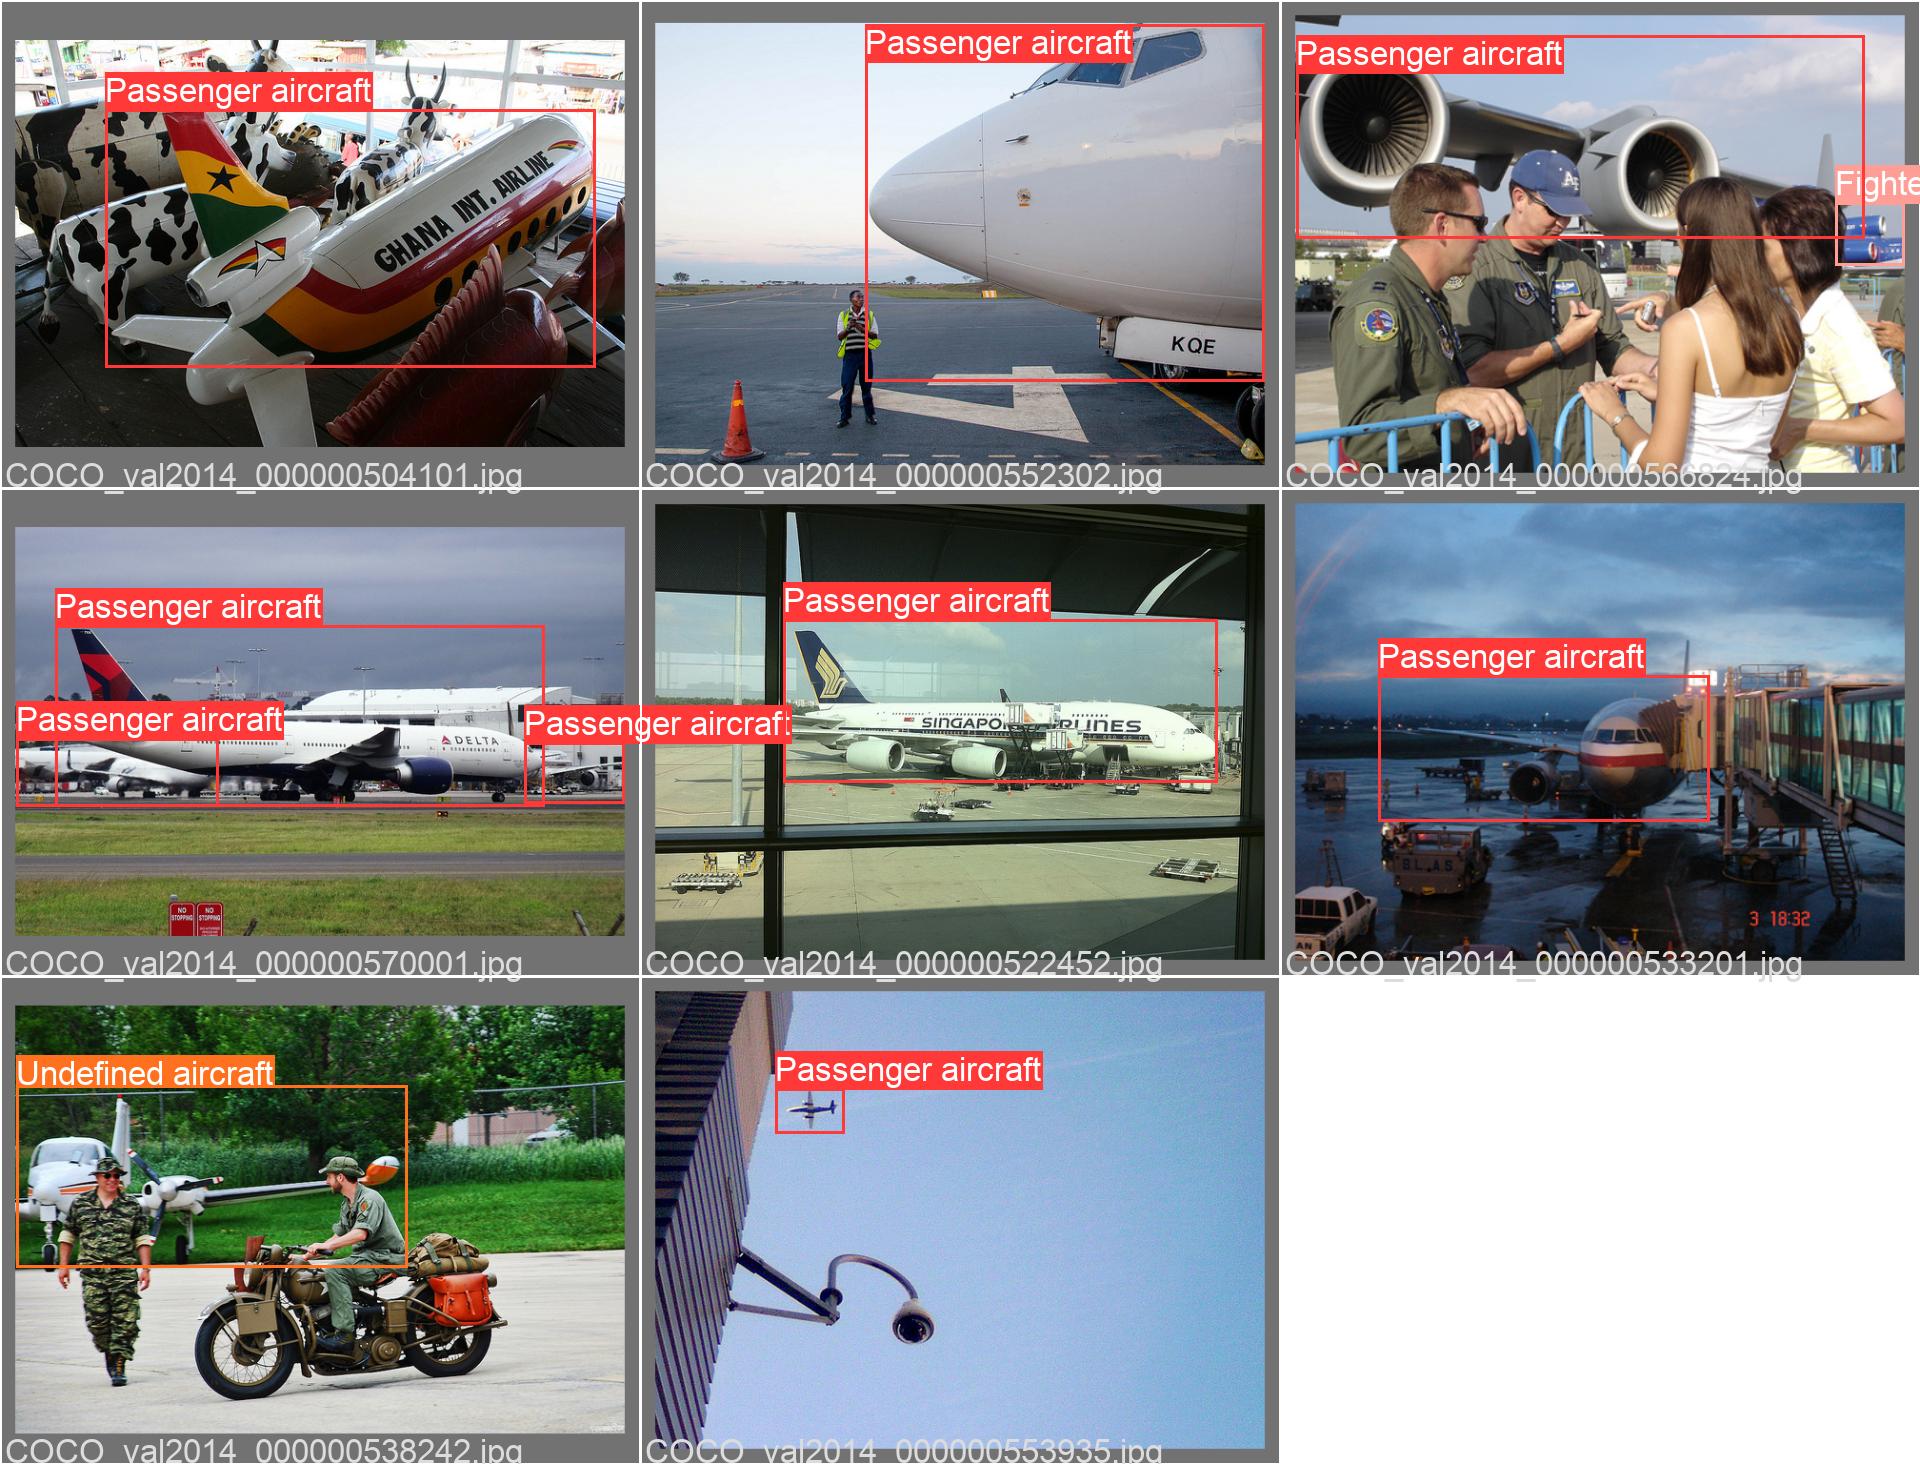 Passenger aircraft
GHANA INT. AIRLINE
COCO_val2014_000000504101.jpg
Passenger aircraft
KQE
COCO_val2014_000000552302.jpg
Passenger aircraft
Fighte
A
COCO_val2014_000000566824.jpg
Passenger aircraft
Passenger aircraft
Passenger aircraft
DELTA
NO STOPPING
NO STOPPING
COCO_val2014_000000570001.jpg
Passenger aircraft
COCO_val2014_000000522452.jpg
Passenger aircraft
3 18:32
COCO_val2014_000000533201.jpg
Undefined aircraft
COCO_val2014_000000538242.jpg
Passenger aircraft
COCO_val2014_000000553935.jpg